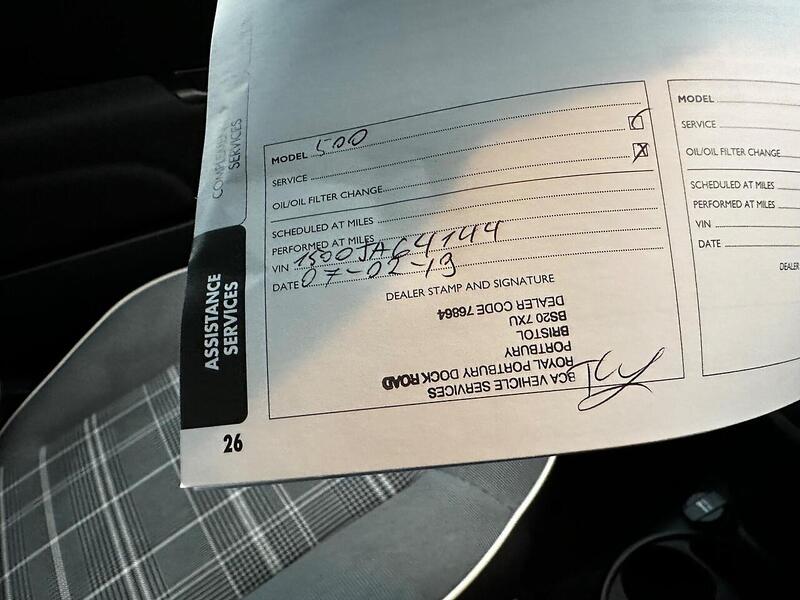 COMPLEMENTARY
SERVICES
ASSISTANCE
SERVICES
26
MODEL 500
SERVICE
OIL/OIL FILTER CHANGE X
SCHEDULED AT MILES
PERFORMED AT MILES
VIN 1500JA64144
DATE 07-02-19
DEALER STAMP AND SIGNATURE
BCA VEHICLE SERVICES
ROYAL PORTBURY DOCK ROAD
PORTBURY
BRISTOL
BS20 7XU
DEALER CODE 76864
MODEL
SERVICE
OIL/OIL FILTER CHANGE
SCHEDULED AT MILES
PERFORMED AT MILES
VIN
DATE
DEALER